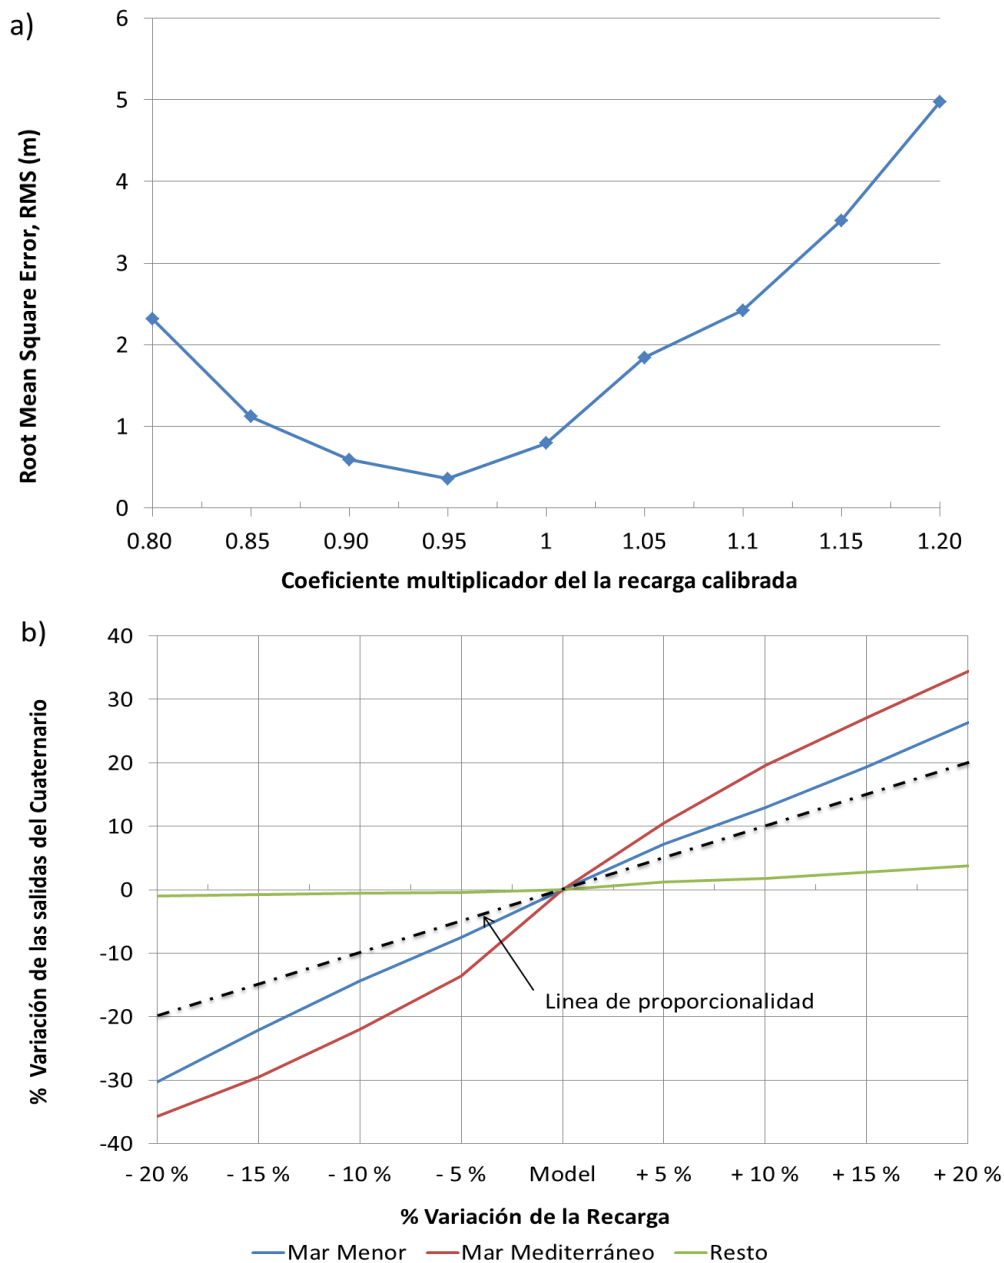 a)
Root Mean Square Error, RMS (m)
6
5
4
3
2
1
0
0.80 0.85 0.90 0.95 1 1.05 1.1 1.15 1.20
Coeficiente multiplicador del la recarga calibrada
b)
% Variación de las salidas del Cuaternario
40
30
20
10
0
-10
-20
-30
-40
Linea de proporcionalidad
- 20 % - 15 % - 10 % - 5 % Model + 5 % + 10 % + 15 % + 20 %
% Variación de la Recarga
Mar Menor Mar Mediterráneo Resto